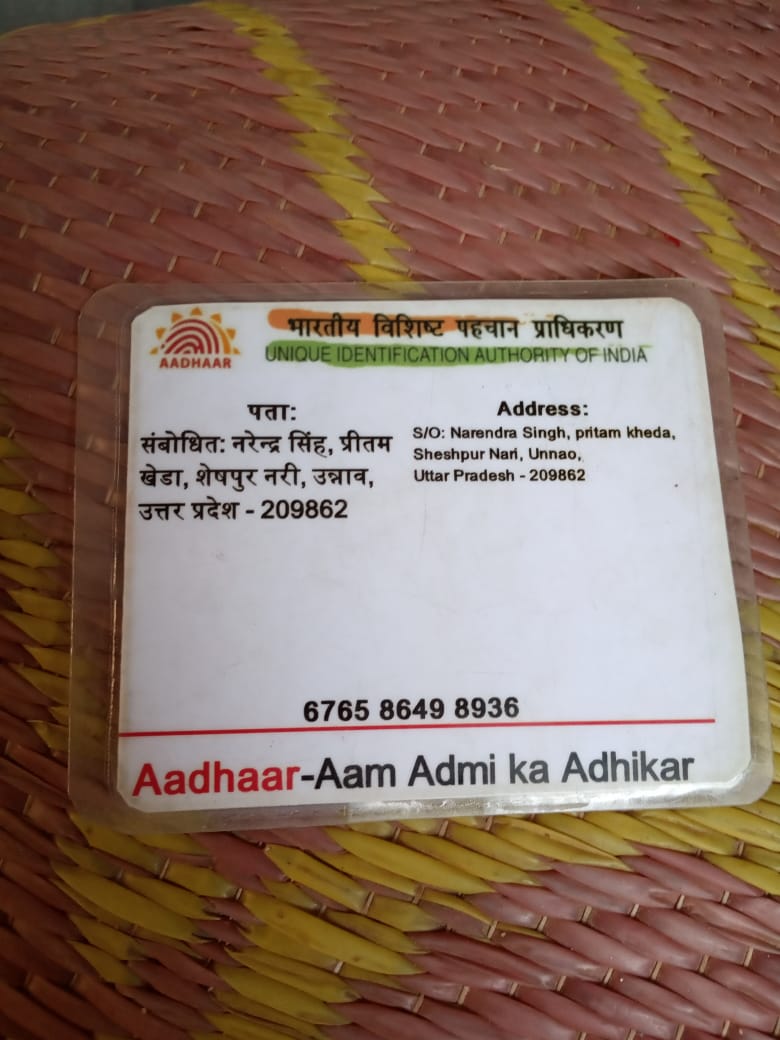 AADHAAR
भारतीय विशिष्ट पहचान प्राधिकरण
UNIQUE IDENTIFICATION AUTHORITY OF INDIA
पता:
संबोधित: नरेन्द्र सिंह, प्रीतम
खेडा, शेषपुर नरी, उन्नाव,
उत्तर प्रदेश - 209862
Address:
S/O: Narendra Singh, pritam kheda,
Sheshpur Nari, Unnao,
Uttar Pradesh - 209862
6765 8649 8936
Aadhaar-Aam Admi ka Adhikar